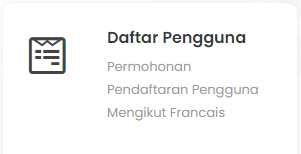 Daftar Pengguna
Permohonan
Pendaftaran Pengguna
Mengikut Francais